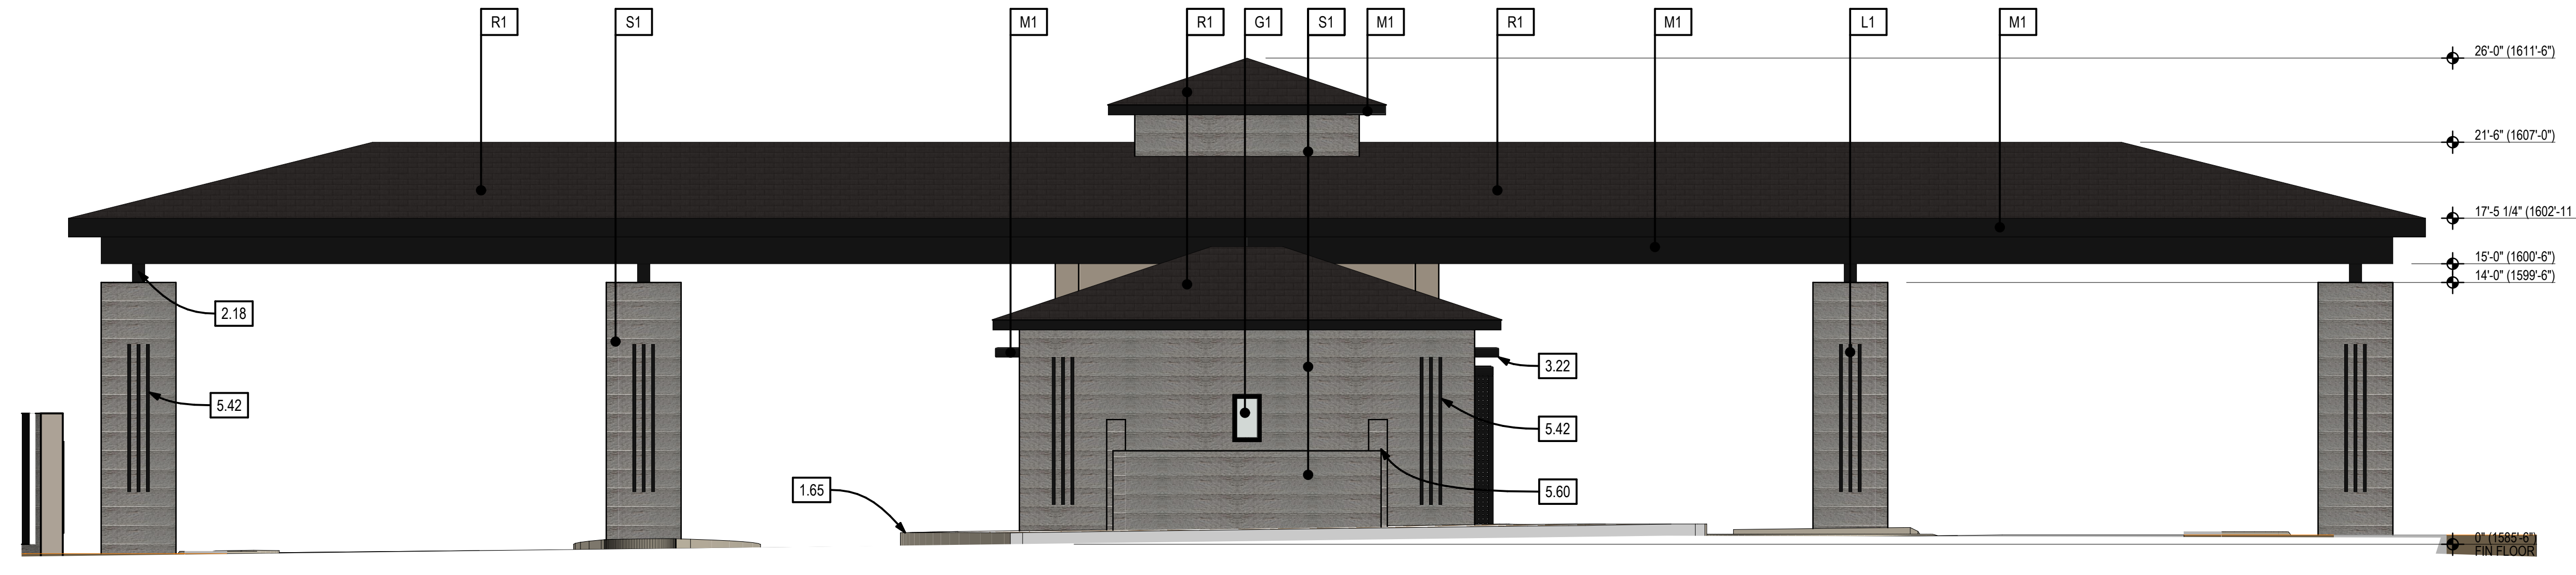 R1
S1
M1
R1
G1
S1
M1
R1
M1
L1
M1
26'-0" (1611'-6")
21'-6" (1607'-0")
17'-5 1/4" (1602'-11
15'-0" (1600'-6")
14'-0" (1599'-6")
2.18
3.22
5.42
5.42
1.65
5.60
0" (1585'-6")
FIN FLOOR